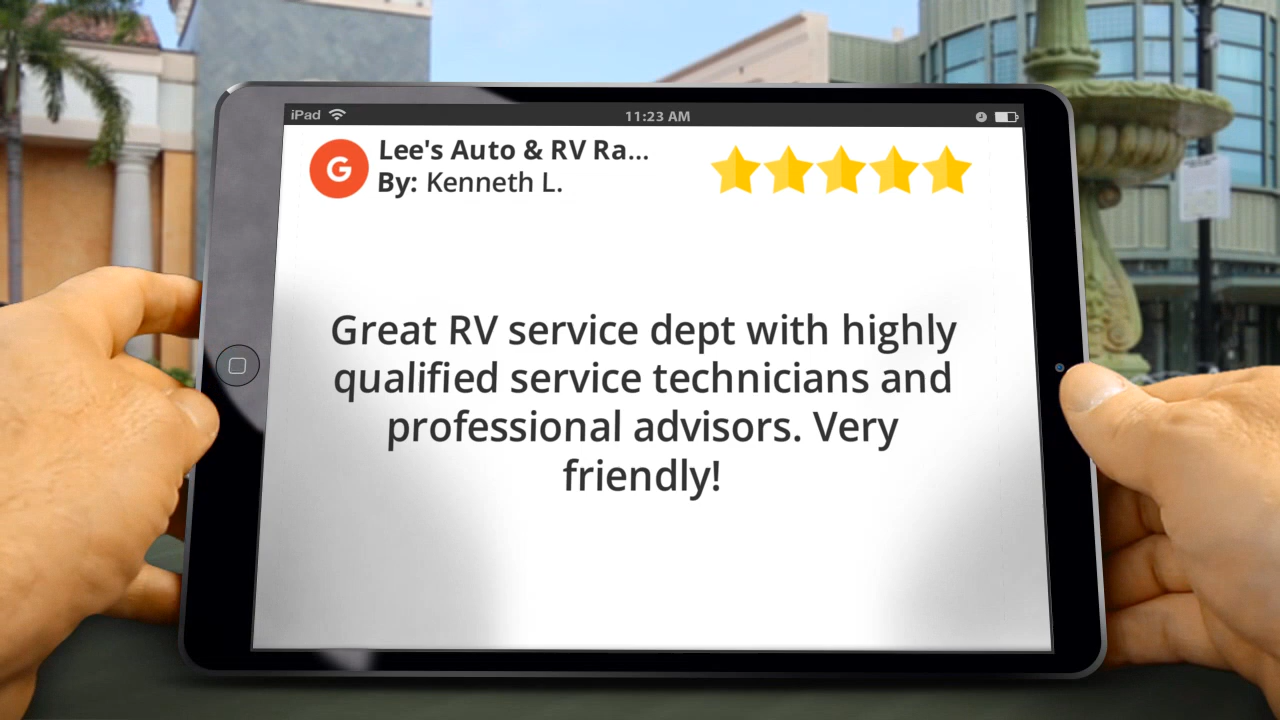 iPad 11:23 AM
G
Lee's Auto & RV Ra...
By: Kenneth L.
Great RV service dept with highly
qualified service technicians and
professional advisors. Very
friendly!